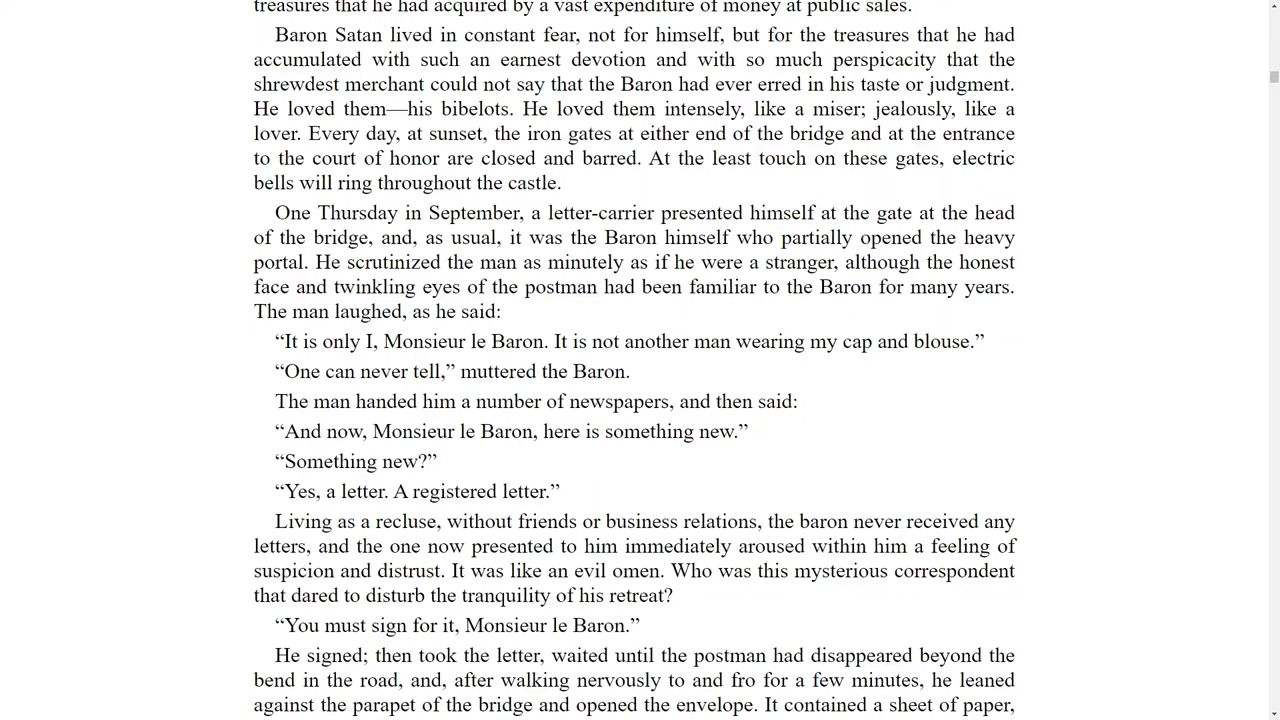 treasures that he had acquired by a vast expenditure of money at public sales.
Baron Satan lived in constant fear, not for himself, but for the treasures that he had
accumulated with such an earnest devotion and with so much perspicacity that the
shrewdest merchant could not say that the Baron had ever erred in his taste or judgment.
He loved them—his bibelots. He loved them intensely, like a miser; jealously, like a
lover. Every day, at sunset, the iron gates at either end of the bridge and at the entrance
to the court of honor are closed and barred. At the least touch on these gates, electric
bells will ring throughout the castle.
One Thursday in September, a letter-carrier presented himself at the gate at the head
of the bridge, and, as usual, it was the Baron himself who partially opened the heavy
portal. He scrutinized the man as minutely as if he were a stranger, although the honest
face and twinkling eyes of the postman had been familiar to the Baron for many years.
The man laughed, as he said:
“It is only I, Monsieur le Baron. It is not another man wearing my cap and blouse.”
“One can never tell,” muttered the Baron.
The man handed him a number of newspapers, and then said:
“And now, Monsieur le Baron, here is something new.”
“Something new?”
“Yes, a letter. A registered letter.”
Living as a recluse, without friends or business relations, the baron never received any
letters, and the one now presented to him immediately aroused within him a feeling of
suspicion and distrust. It was like an evil omen. Who was this mysterious correspondent
that dared to disturb the tranquility of his retreat?
“You must sign for it, Monsieur le Baron.”
He signed; then took the letter, waited until the postman had disappeared beyond the
bend in the road, and, after walking nervously to and fro for a few minutes, he leaned
against the parapet of the bridge and opened the envelope. It contained a sheet of paper,